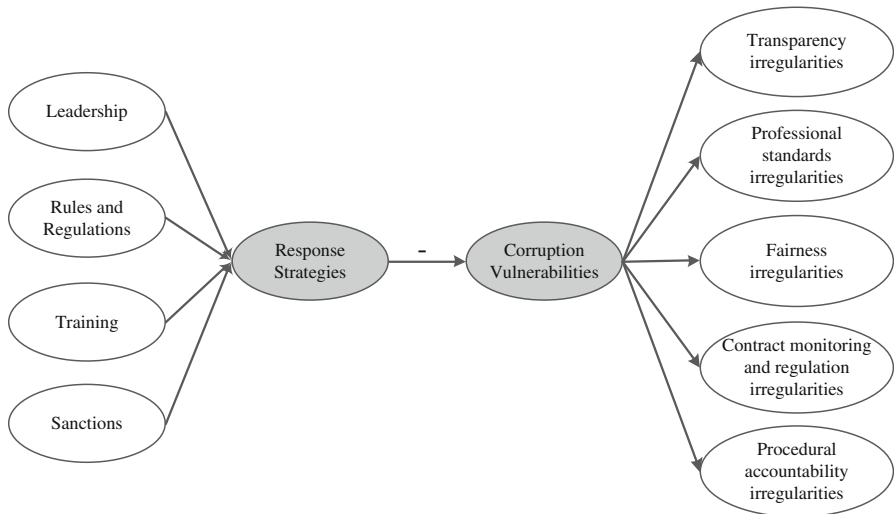 Leadership
Rules and
Regulations
Training
Sanctions
Response
Strategies
-
Corruption
Vulnerabilities
Transparency
irregularities
Professional
standards
irregularities
Fairness
irregularities
Contract monitoring
and regulation
irregularities
Procedural
accountability
irregularities